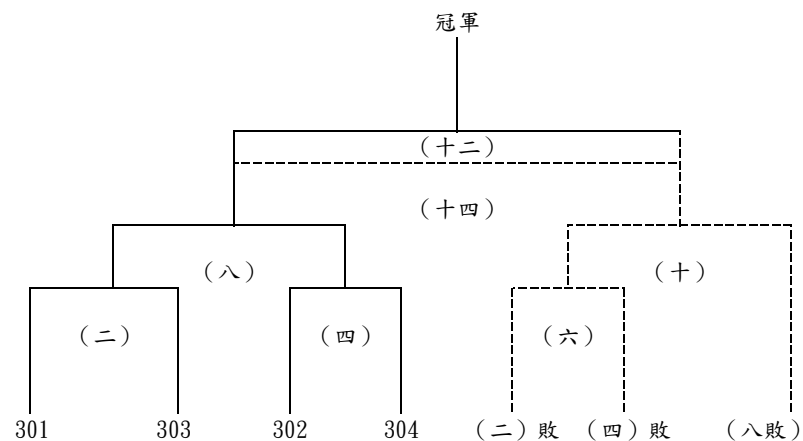 冠軍
（十二）
（十四）
（八） （十）
（二） （四） （六）
301 303 302 304 （二）敗 （四）敗 （八敗）